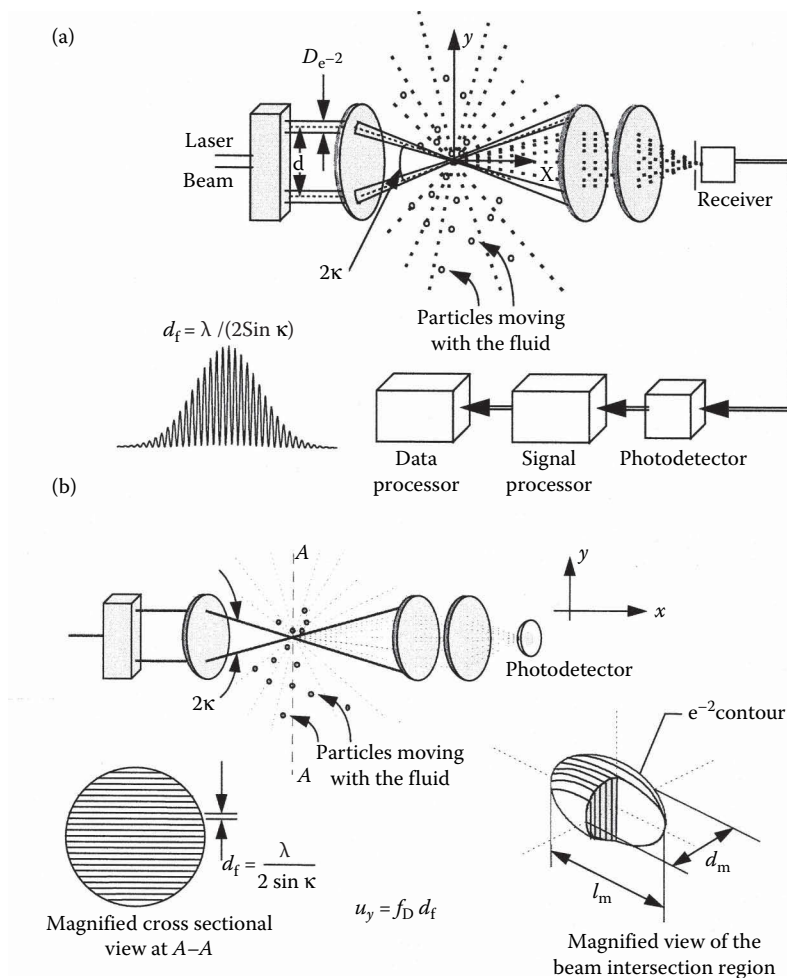 (a)
y
D_e−2
Laser
Beam
d
X
Receiver
2κ
Particles moving
with the fluid
d_f = λ /(2Sin κ)
Data
processor
Signal
processor
Photodetector
(b)
A
y
x
2κ
Photodetector
Particles moving
with the fluid
A
e⁻²contour
d_f = λ / 2 sin κ
d_m
l_m
u_y = f_D d_f
Magnified cross sectional
view at A–A
Magnified view of the
beam intersection region